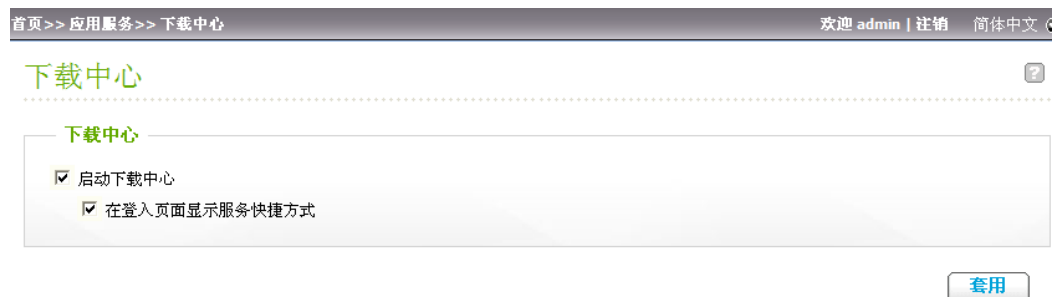 首页>> 应用服务>> 下载中心 欢迎 admin | 注销 简体中文
下载中心 ?
下载中心
启动下载中心
在登入页面显示服务快捷方式
套用